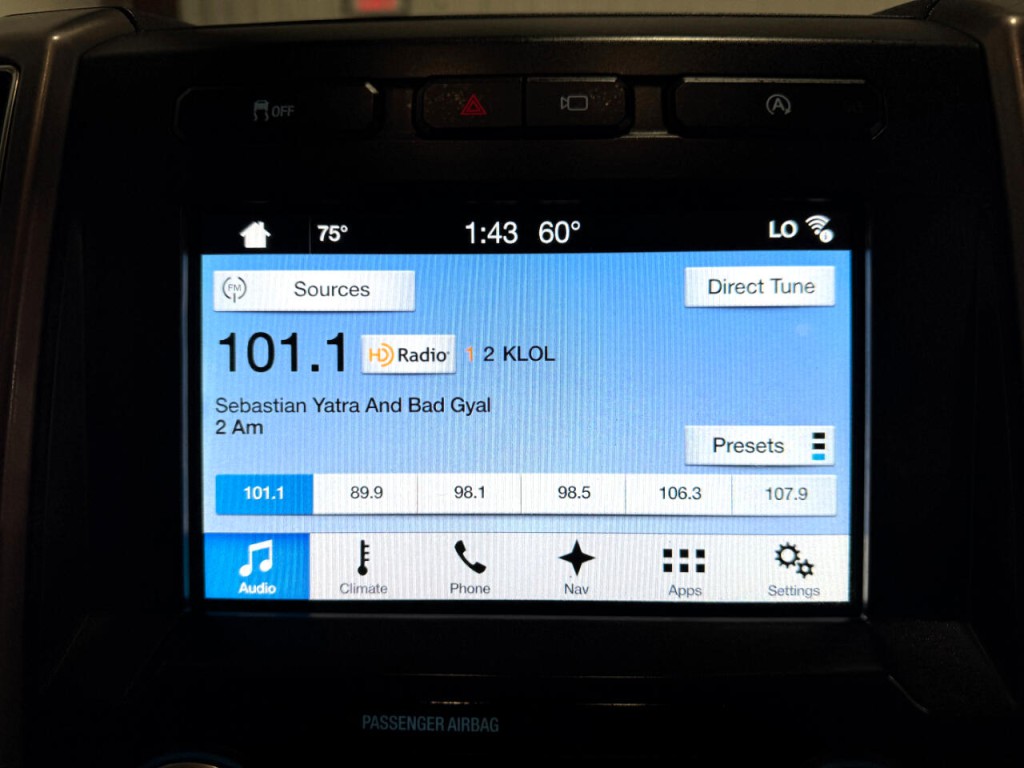 OFF
75° 1:43 60° LO
FM Sources Direct Tune
101.1 HD Radio 1 2 KLOL
Sebastian Yatra And Bad Gyal
2 Am
Presets
101.1 89.9 98.1 98.5 106.3 107.9
Audio Climate Phone Nav Apps Settings
PASSENGER AIRBAG